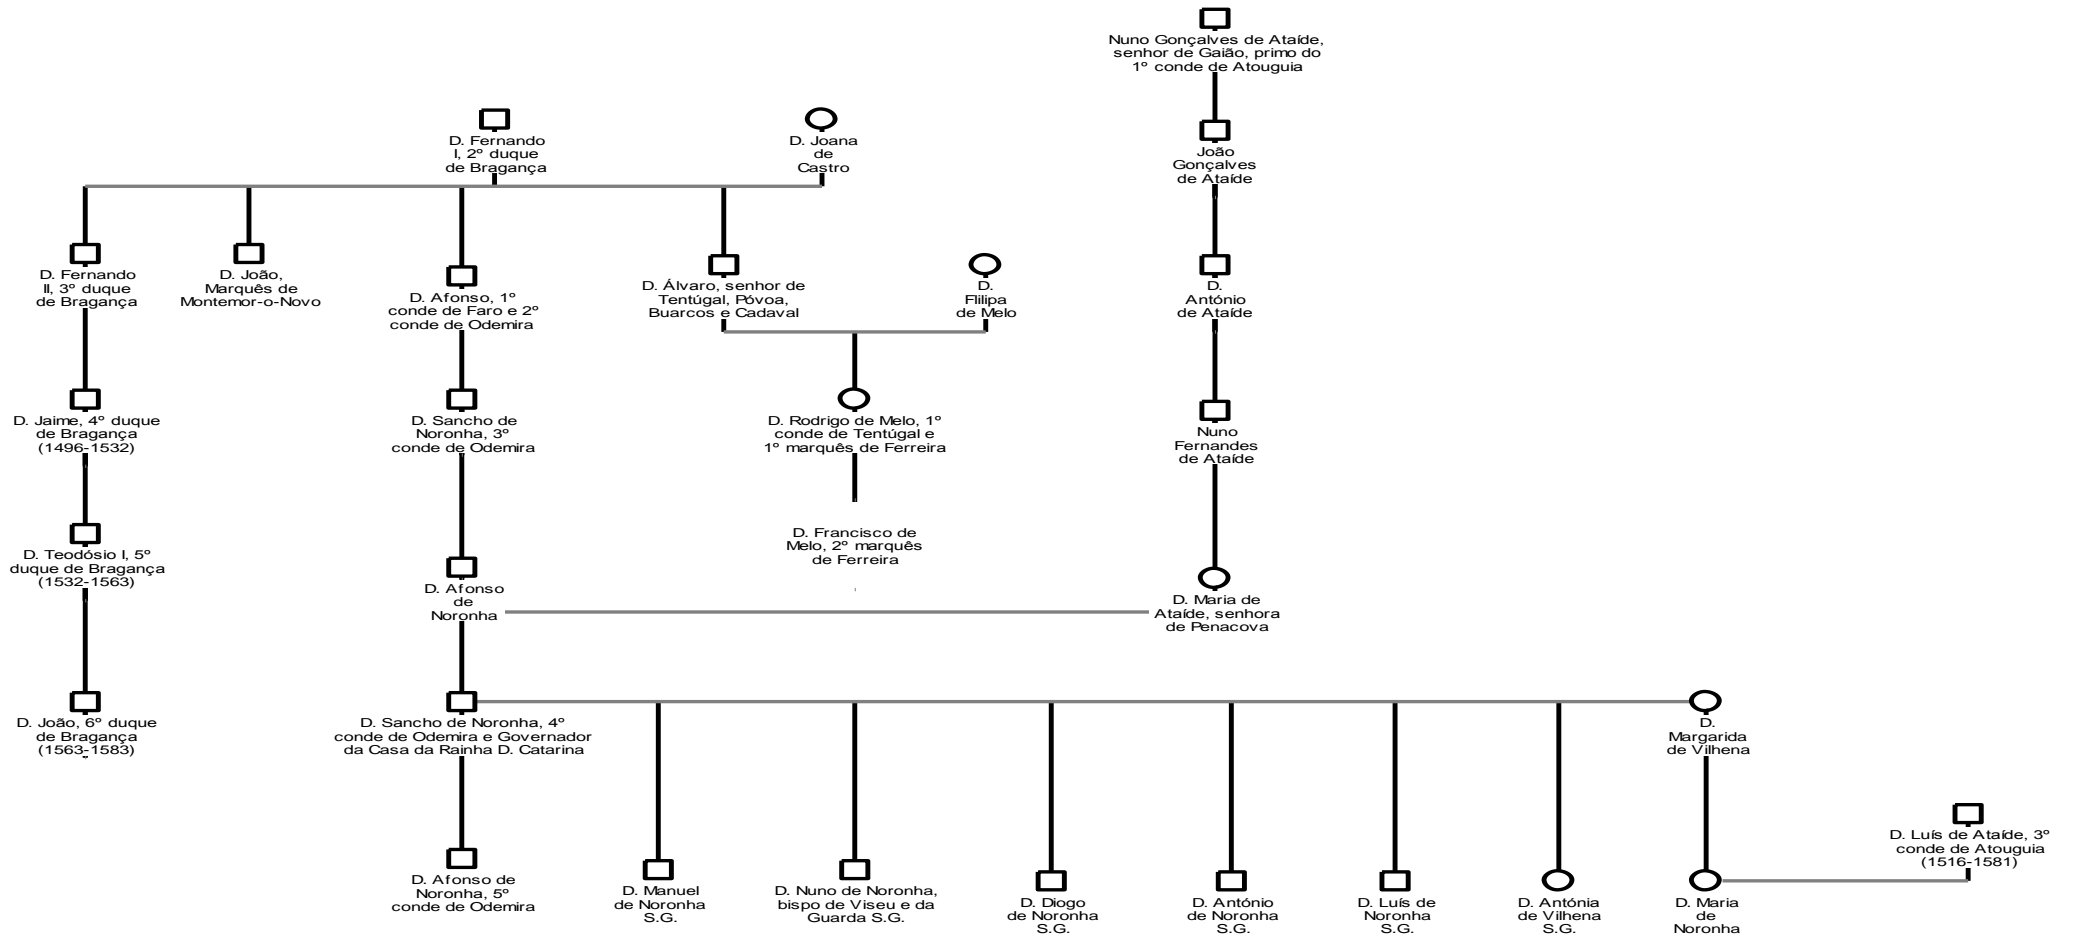 Nuno Gonçalves de Ataíde,
senhor de Gaião, primo do
1º conde de Atouguia
D. Fernando
I, 2º duque
de Bragança
D. Joana
de
Castro
João
Gonçalves
de Ataíde
D. Fernando
II, 3º duque
de Bragança
D. João,
Marquês de
Montemor-o-Novo
D. Afonso, 1º
conde de Faro e 2º
conde de Odemira
D. Álvaro, senhor de
Tentúgal, Póvoa,
Buarcos e Cadaval
D.
Flilipa
de Melo
D.
António
de Ataíde
D. Jaime, 4º duque
de Bragança
(1496-1532)
D. Sancho de
Noronha, 3º
conde de Odemira
D. Rodrigo de Melo, 1º
conde de Tentúgal e
1º marquês de Ferreira
Nuno
Fernandes
de Ataíde
D. Teodósio I, 5º
duque de Bragança
(1532-1563)
D. Afonso
de
Noronha
D. Francisco de
Melo, 2º marquês
de Ferreira
D. Maria de
Ataíde, senhora
de Penacova
D. João, 6º duque
de Bragança
(1563-1583)
D. Sancho de Noronha, 4º
conde de Odemira e Governador
da Casa da Rainha D. Catarina
D.
Margarida
de Vilhena
D. Luís de Ataíde, 3º
conde de Atouguia
(1516-1581)
D. Afonso de
Noronha, 5º
conde de Odemira
D. Manuel
de Noronha
S.G.
D. Nuno de Noronha,
bispo de Viseu e da
Guarda S.G.
D. Diogo
de Noronha
S.G.
D. António
de Noronha
S.G.
D. Luís de
Noronha
S.G.
D. Antónia
de Vilhena
S.G.
D. Maria
de
Noronha